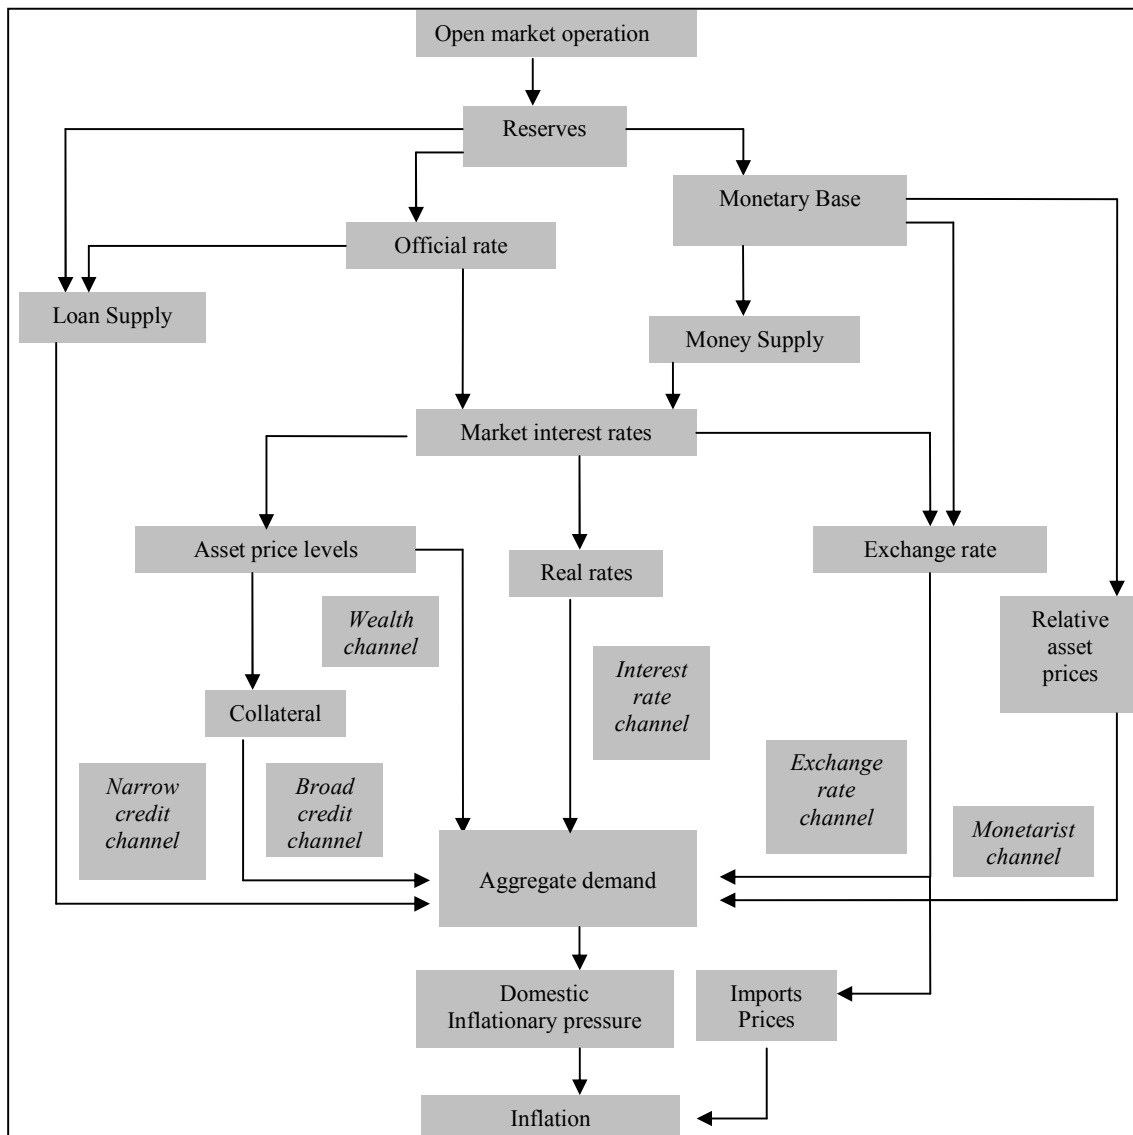 Open market operation
Reserves
Monetary Base
Official rate
Loan Supply
Money Supply
Market interest rates
Asset price levels
Real rates
Exchange rate
Wealth
channel
Relative
asset
prices
Interest
rate
channel
Collateral
Narrow
credit
channel
Broad
credit
channel
Exchange
rate
channel
Monetarist
channel
Aggregate demand
Domestic
Inflationary pressure
Imports
Prices
Inflation